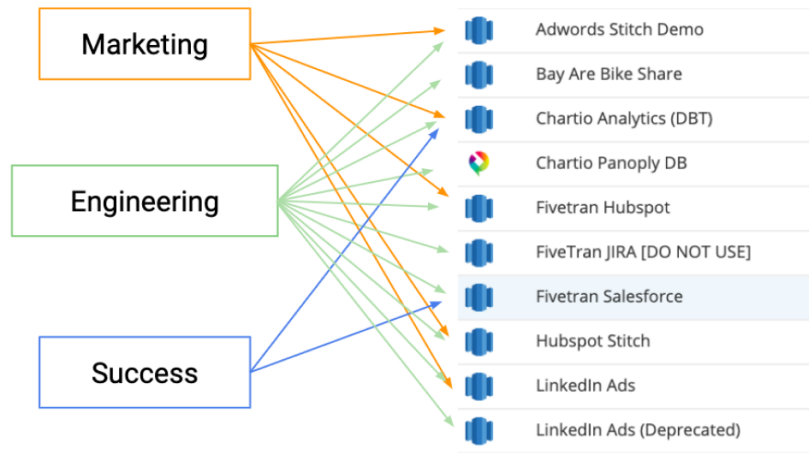 Marketing
Engineering
Success
Adwords Stitch Demo
Bay Are Bike Share
Chartio Analytics (DBT)
Chartio Panoply DB
Fivetran Hubspot
FiveTran JIRA [DO NOT USE]
Fivetran Salesforce
Hubspot Stitch
LinkedIn Ads
LinkedIn Ads (Deprecated)